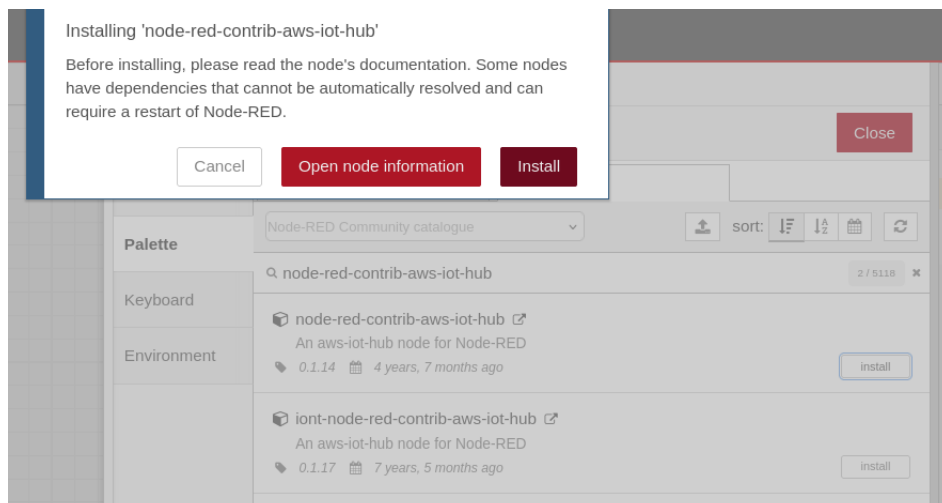 Installing 'node-red-contrib-aws-iot-hub'
Before installing, please read the node's documentation. Some nodes
have dependencies that cannot be automatically resolved and can
require a restart of Node-RED.
Cancel
Open node information
Install
Close
Node-RED Community catalogue
sort:
Palette
node-red-contrib-aws-iot-hub
2 / 5118
Keyboard
node-red-contrib-aws-iot-hub
An aws-iot-hub node for Node-RED
Environment
0.1.14 4 years, 7 months ago
install
iont-node-red-contrib-aws-iot-hub
An aws-iot-hub node for Node-RED
0.1.17 7 years, 5 months ago
install